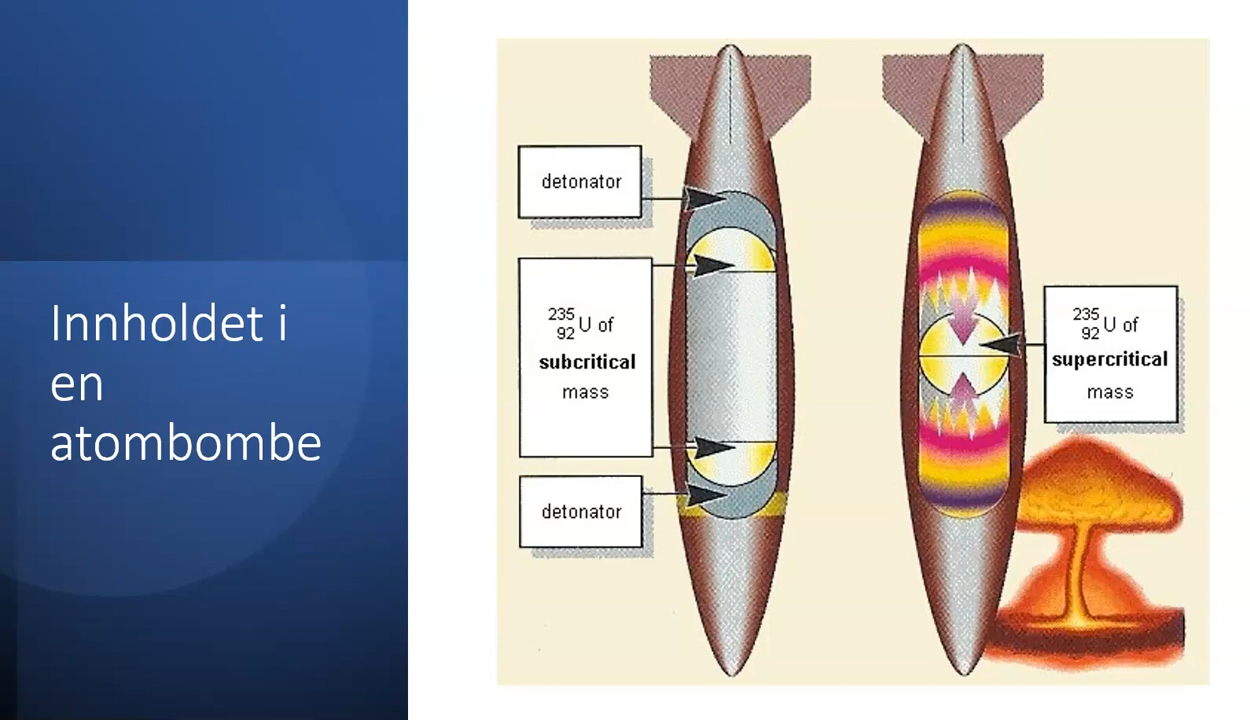 Innholdet i
en
atombombe
detonator
235
92 U of
subcritical
mass
detonator
235
92 U of
supercritical
mass